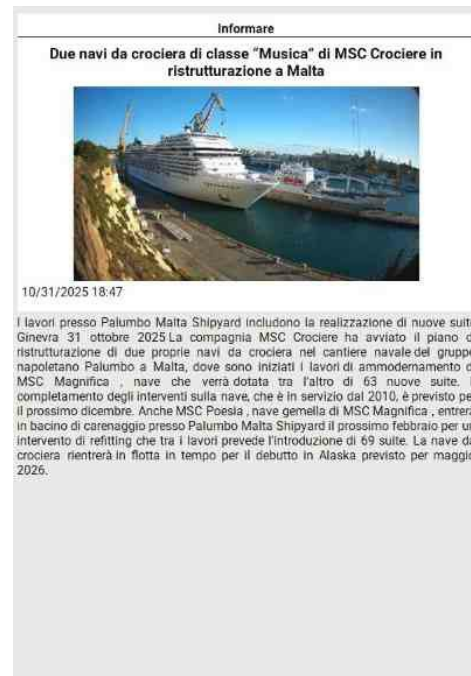 Informare
Due navi da crociera di classe “Musica” di MSC Crociere in
ristrutturazione a Malta
10/31/2025 18:47
I lavori presso Palumbo Malta Shipyard includono la realizzazione di nuove suit
Ginevra 31 ottobre 2025 La compagnia MSC Crociere ha avviato il piano d
ristrutturazione di due proprie navi da crociera nel cantiere navale del grupp
napoletano Palumbo a Malta, dove sono iniziati i lavori di ammodernamento d
MSC Magnifica , nave che verrà dotata tra l'altro di 63 nuove suite.
completamento degli interventi sulla nave, che è in servizio dal 2010, è previsto pe
il prossimo dicembre. Anche MSC Poesia , nave gemella di MSC Magnifica , entrer
in bacino di carenaggio presso Palumbo Malta Shipyard il prossimo febbraio per u
intervento di refitting che tra i lavori prevede l'introduzione di 69 suite. La nave da
crociera rientrerà in flotta in tempo per il debutto in Alaska previsto per maggi
2026.